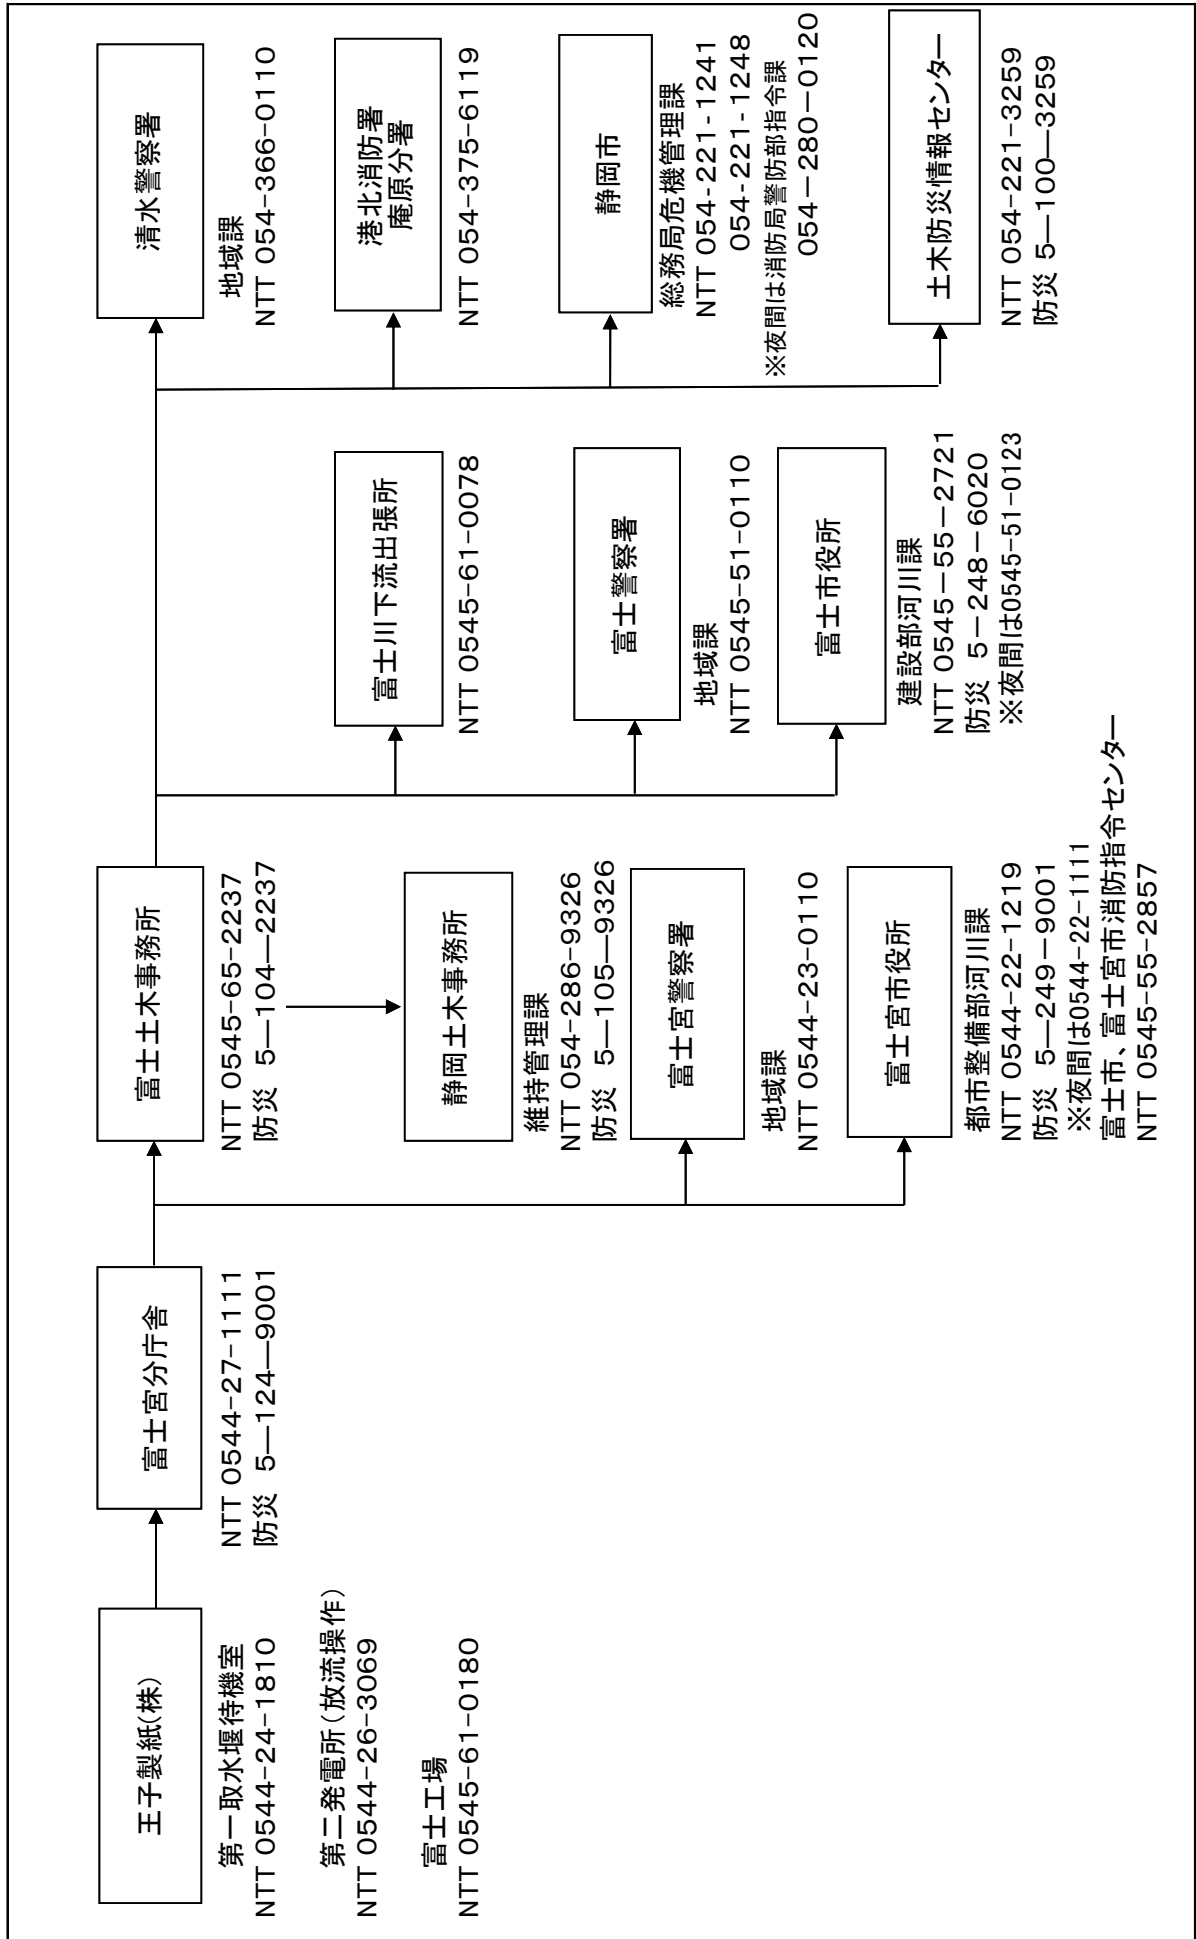 王子製紙(株)
第一取水堰待機室
NTT 0544-24-1810
第二発電所(放流操作)
NTT 0544-26-3069
富士工場
NTT 0545-61-0180
富士宮分庁舎
NTT 0544-27-1111
防災 5―124―9001
富士土木事務所
NTT 0545-65-2237
防災 5―104―2237
静岡土木事務所
維持管理課
NTT 054-286-9326
防災 5―105―9326
富士宮警察署
地域課
NTT 0544-23-0110
富士宮市役所
都市整備部河川課
NTT 0544-22-1219
防災 5―249－9001
※夜間は0544-22-1111
富士市、富士宮市消防指令センター
NTT 0545-55-2857
富士川下流出張所
NTT 0545-61-0078
富士警察署
地域課
NTT 0545-51-0110
富士市役所
建設部河川課
NTT 0545－55－2721
防災 5－248－6020
※夜間は0545-51-0123
清水警察署
地域課
NTT 054-366-0110
港北消防署
庵原分署
NTT 054-375-6119
静岡市
総務局危機管理課
NTT 054-221-1241
054-221-1248
※夜間は消防局警防部指令課
054－280－0120
土木防災情報センター
NTT 054-221-3259
防災 5―100―3259